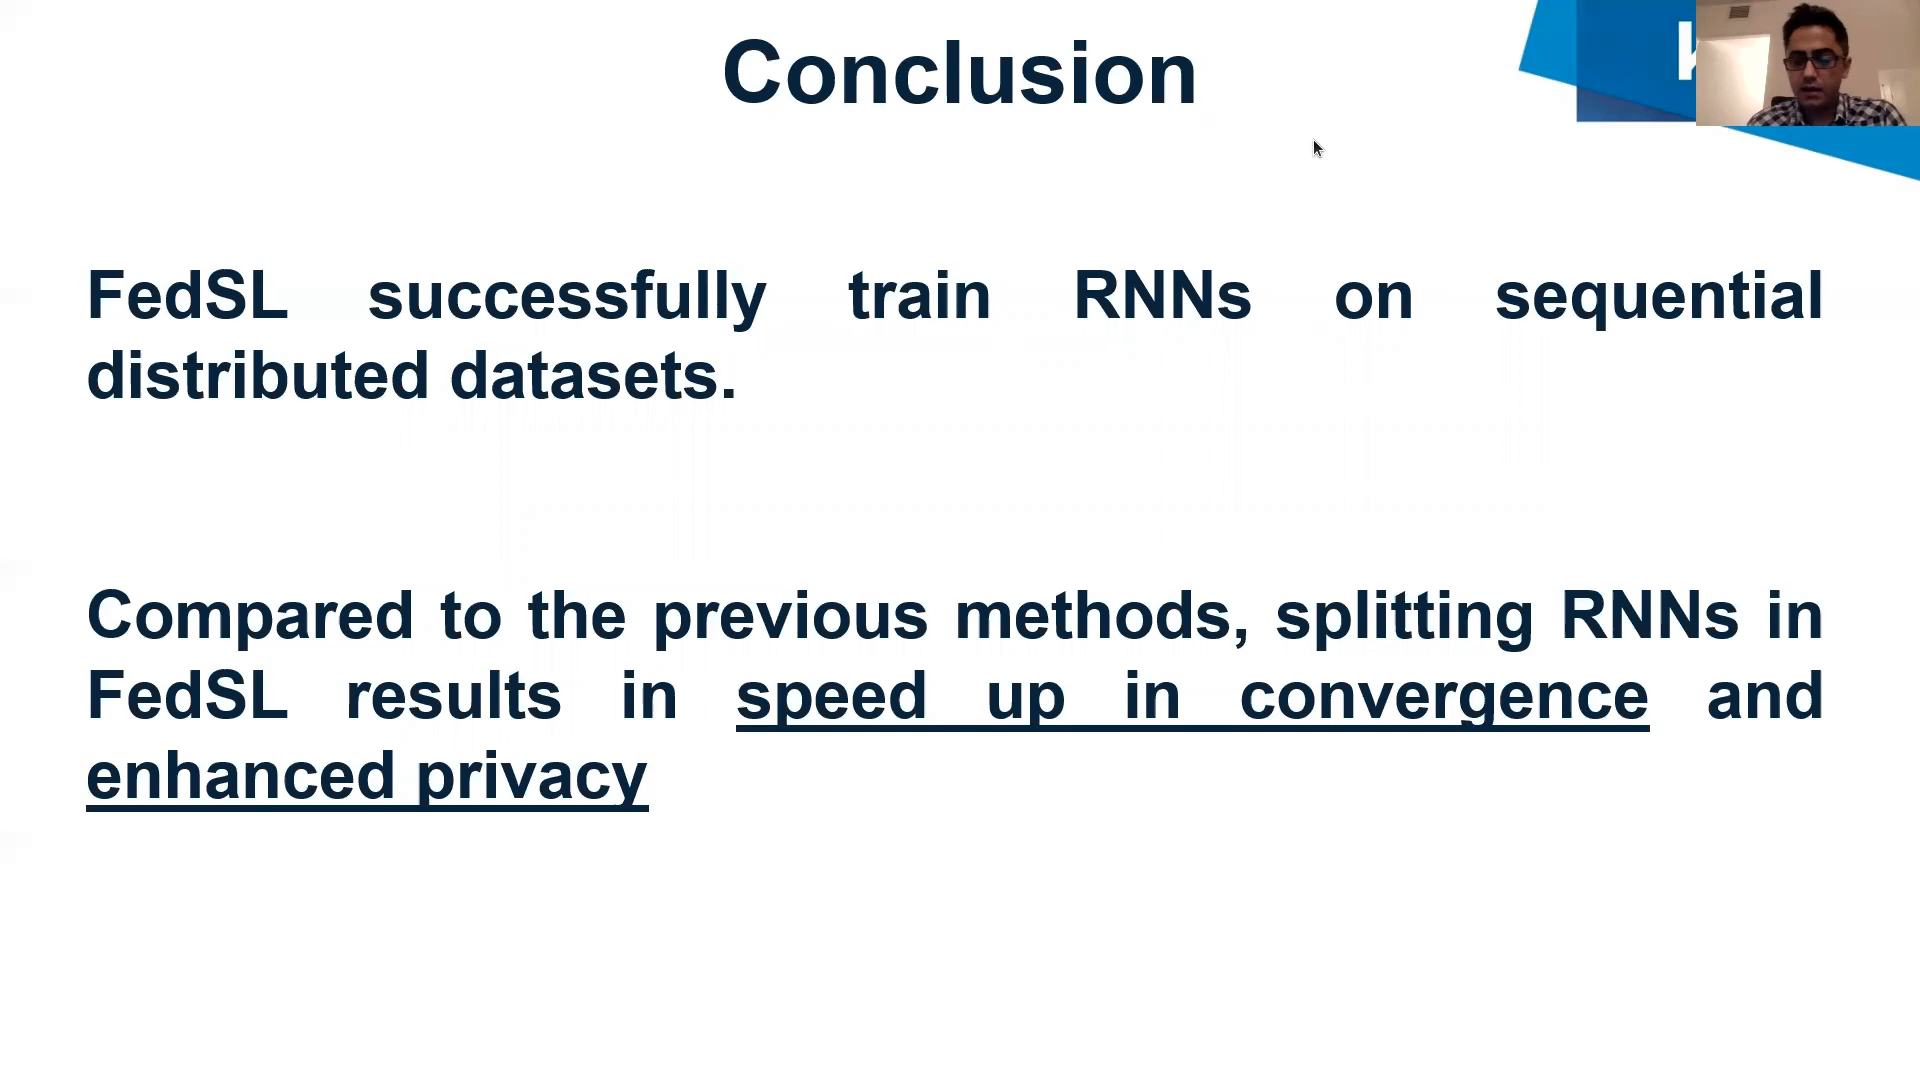 Conclusion
FedSL successfully train RNNs on sequential
distributed datasets.
Compared to the previous methods, splitting RNNs in
FedSL results in speed up in convergence and
enhanced privacy